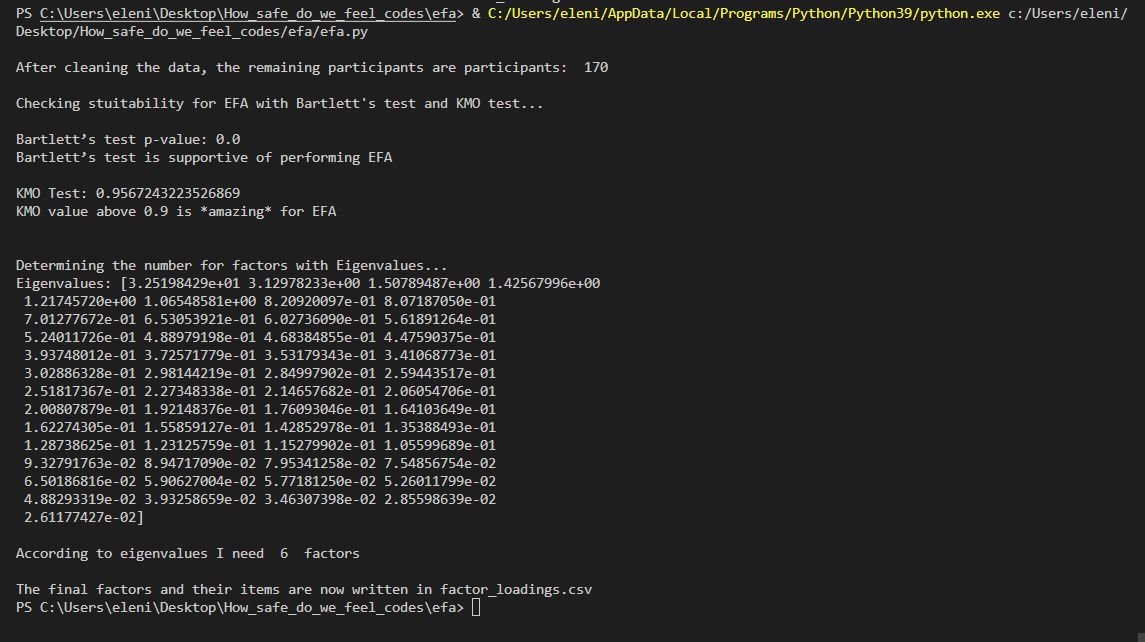 PS C:\Users\eleni\Desktop\How_safe_do_we_feel_codes\efa> & C:/Users/eleni/AppData/Local/Programs/Python/Python39/python.exe c:/Users/eleni/
Desktop/How_safe_do_we_feel_codes/efa/efa.py
After cleaning the data, the remaining participants are participants:  170
Checking stuitability for EFA with Bartlett's test and KMO test...
Bartlett’s test p-value: 0.0
Bartlett’s test is supportive of performing EFA
KMO Test: 0.9567243223526869
KMO value above 0.9 is *amazing* for EFA
Determining the number for factors with Eigenvalues...
Eigenvalues: [3.25198429e+01 3.12978233e+00 1.50789487e+00 1.42567996e+00
1.21745720e+00 1.06548581e+00 8.20920097e-01 8.07187050e-01
7.01277672e-01 6.53053921e-01 6.02736090e-01 5.61891264e-01
5.24011726e-01 4.88979198e-01 4.68384855e-01 4.47590375e-01
3.93748012e-01 3.72571779e-01 3.53179343e-01 3.41068773e-01
3.02886328e-01 2.98144219e-01 2.84997902e-01 2.59443517e-01
2.51817367e-01 2.27348338e-01 2.14657682e-01 2.06054706e-01
2.00807879e-01 1.92148376e-01 1.76093046e-01 1.64103649e-01
1.62274305e-01 1.55859127e-01 1.42852978e-01 1.35388493e-01
1.28738625e-01 1.23125759e-01 1.15279902e-01 1.05599689e-01
9.32791763e-02 8.94717090e-02 7.95341258e-02 7.54856754e-02
6.50186816e-02 5.90627004e-02 5.77181250e-02 5.26011799e-02
4.88293319e-02 3.93258659e-02 3.46307398e-02 2.85598639e-02
2.61177427e-02]
According to eigenvalues I need  6  factors
The final factors and their items are now written in factor_loadings.csv
PS C:\Users\eleni\Desktop\How_safe_do_we_feel_codes\efa>